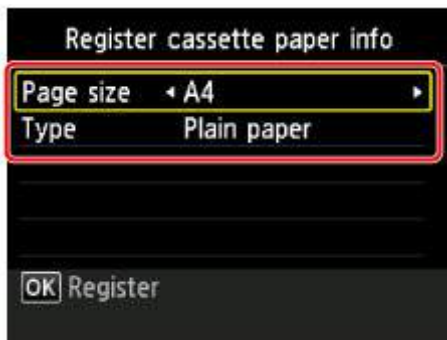 Register cassette paper info
Page size A4
Type Plain paper
OK Register